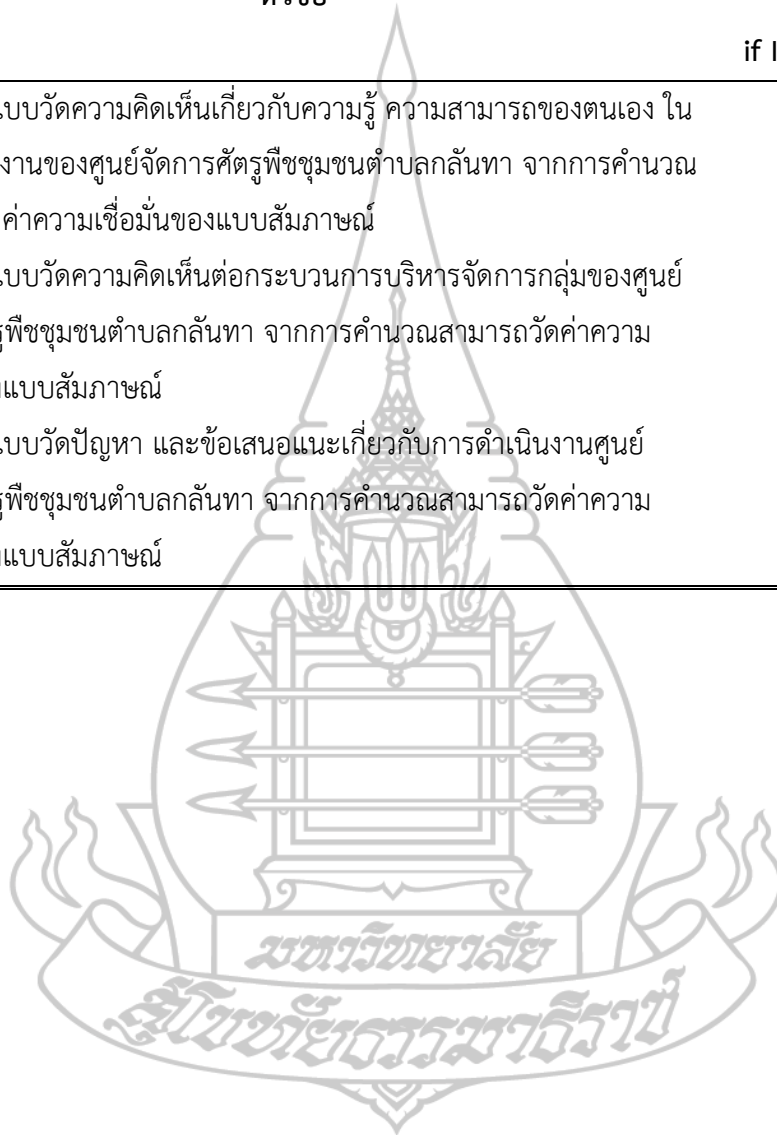 if I
แบบวัดความคิดเห็นเกี่ยวกับความรู้ ความสามารถของตนเอง ใน
งานของศูนย์จัดการศัตรูพืชชุมชนตำบลกลันทา จากการคำนวณ
ค่าความเชื่อมั่นของแบบสัมภาษณ์
แบบวัดความคิดเห็นต่อกระบวนการบริหารจัดการกลุ่มของศูนย์
รูพืชชุมชนตำบลกลันทา จากการคำนวณสามารถวัดค่าความ
แบบสัมภาษณ์
แบบวัดปัญหา และข้อเสนอแนะเกี่ยวกับการดำเนินงานศูนย์
รูพืชชุมชนตำบลกลันทา จากการคำนวณสามารถวัดค่าความ
แบบสัมภาษณ์
มหาวิทยาลัย
สุโขทัยธรรมาธิราช